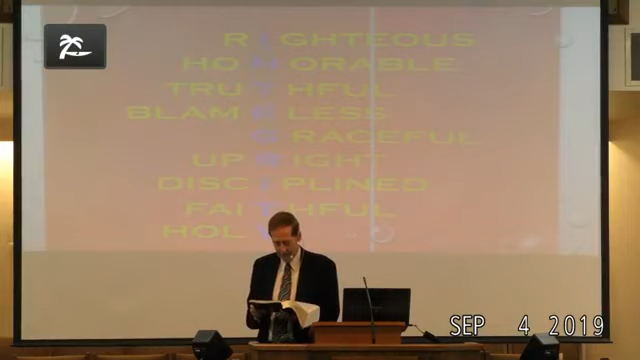 RIGHTEOUS
HONORABLE
TRUTHFUL
BLAMELESS
GRACEFUL
UPRIGHT
DISCIPLINED
FAITHFUL
HOLY
SEP 4 2019